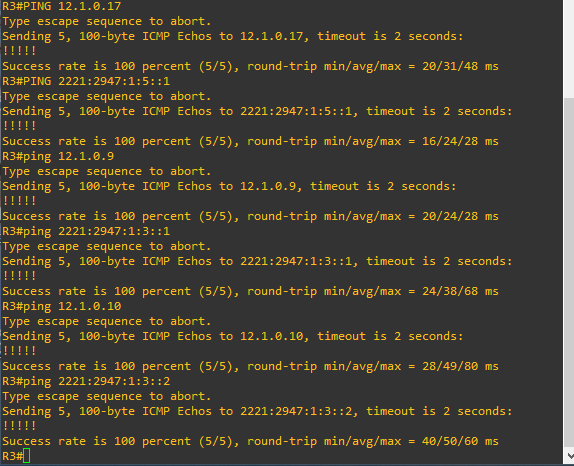 R3#PING 12.1.0.17
Type escape sequence to abort.
Sending 5, 100-byte ICMP Echos to 12.1.0.17, timeout is 2 seconds:
!!!!!
Success rate is 100 percent (5/5), round-trip min/avg/max = 20/31/48 ms
R3#PING 2221:2947:1:5::1
Type escape sequence to abort.
Sending 5, 100-byte ICMP Echos to 2221:2947:1:5::1, timeout is 2 seconds:
!!!!!
Success rate is 100 percent (5/5), round-trip min/avg/max = 16/24/28 ms
R3#ping 12.1.0.9
Type escape sequence to abort.
Sending 5, 100-byte ICMP Echos to 12.1.0.9, timeout is 2 seconds:
!!!!!
Success rate is 100 percent (5/5), round-trip min/avg/max = 20/24/28 ms
R3#ping 2221:2947:1:3::1
Type escape sequence to abort.
Sending 5, 100-byte ICMP Echos to 2221:2947:1:3::1, timeout is 2 seconds:
!!!!!
Success rate is 100 percent (5/5), round-trip min/avg/max = 24/38/68 ms
R3#ping 12.1.0.10
Type escape sequence to abort.
Sending 5, 100-byte ICMP Echos to 12.1.0.10, timeout is 2 seconds:
!!!!!
Success rate is 100 percent (5/5), round-trip min/avg/max = 28/49/80 ms
R3#ping 2221:2947:1:3::2
Type escape sequence to abort.
Sending 5, 100-byte ICMP Echos to 2221:2947:1:3::2, timeout is 2 seconds:
!!!!!
Success rate is 100 percent (5/5), round-trip min/avg/max = 40/50/60 ms
R3#